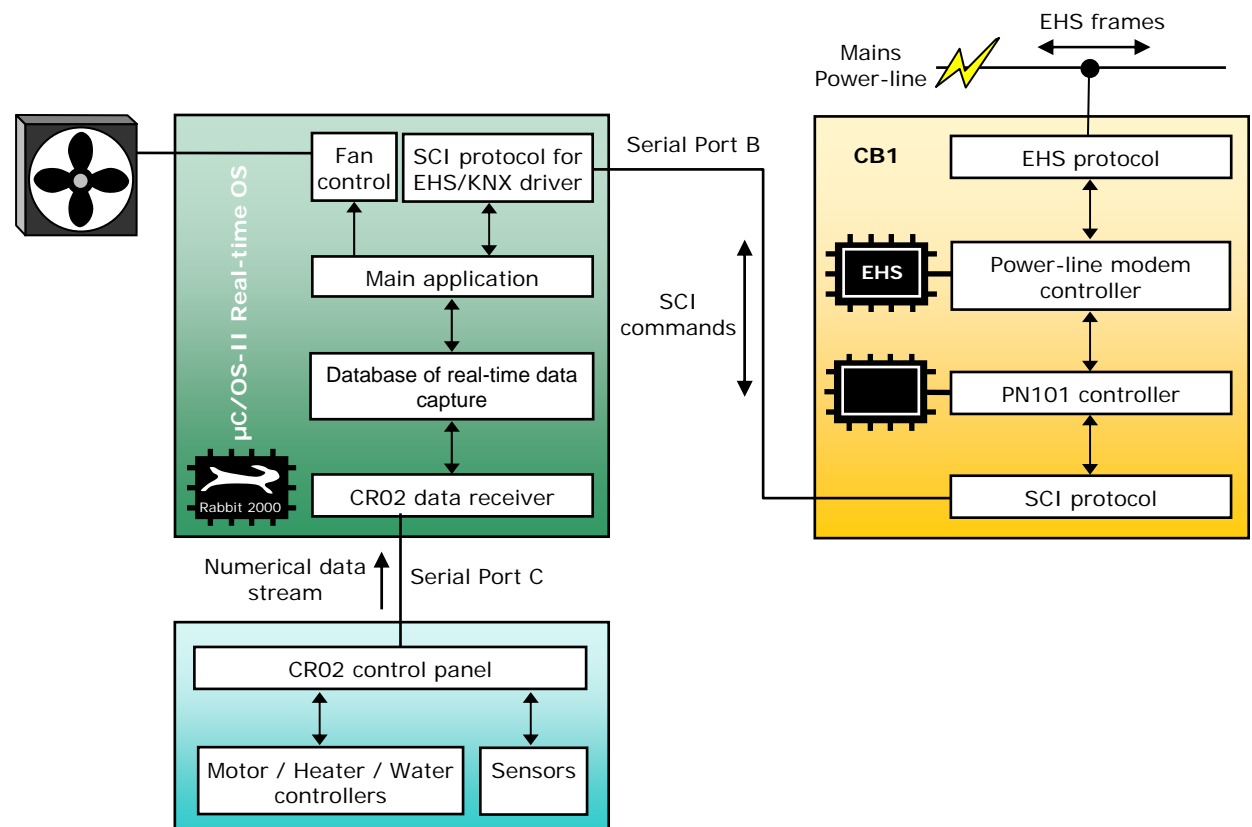 EHS frames
Mains
Power-line
µC/OS-II Real-time OS
Fan
control
SCI protocol for
EHS/KNX driver
Serial Port B
CB1
EHS protocol
Main application
SCI
commands
EHS
Power-line modem
controller
Database of real-time data
capture
PN101 controller
Rabbit 2000
CR02 data receiver
SCI protocol
Numerical data
stream
Serial Port C
CR02 control panel
Motor / Heater / Water
controllers
Sensors